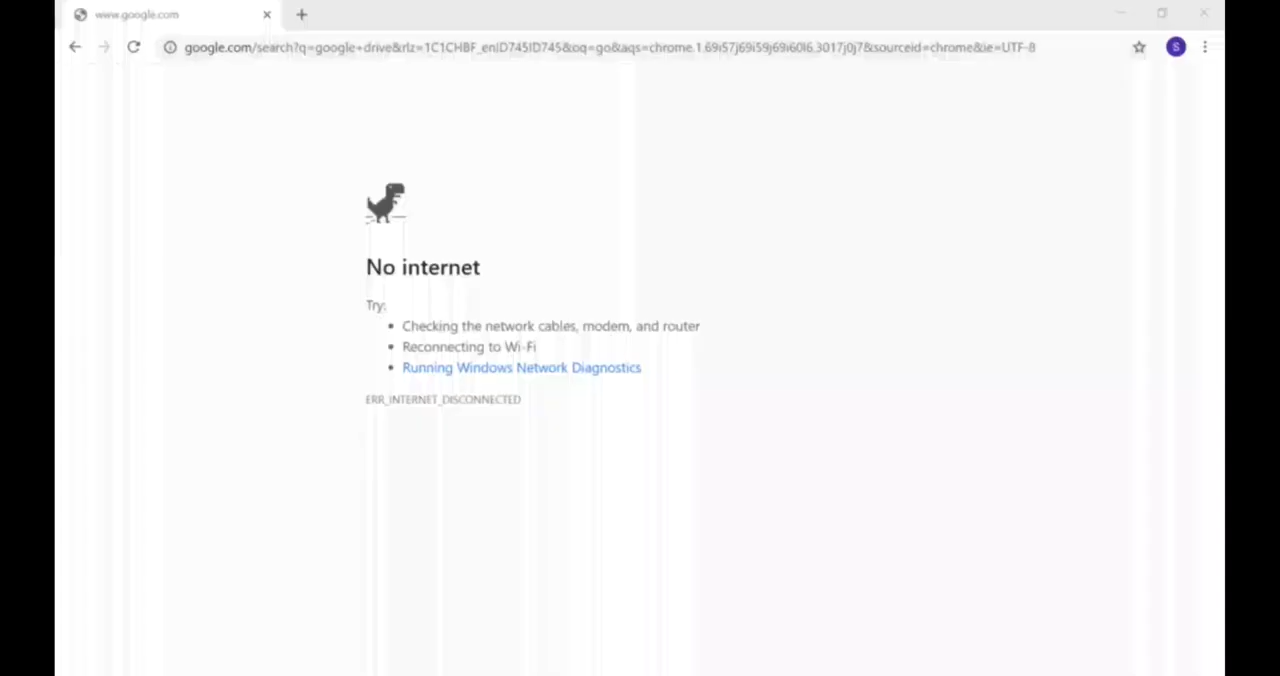 www.google.com
google.com/search?q=google+drive&rlz=1C1CHBF_enID745ID745&oq=go&aqs=chrome.1.69i57j69i59j69i60l6.3017j0j7&sourceid=chrome&ie=UTF-8
S
No internet
Try:
Checking the network cables, modem, and router
Reconnecting to Wi-Fi
Running Windows Network Diagnostics
ERR_INTERNET_DISCONNECTED